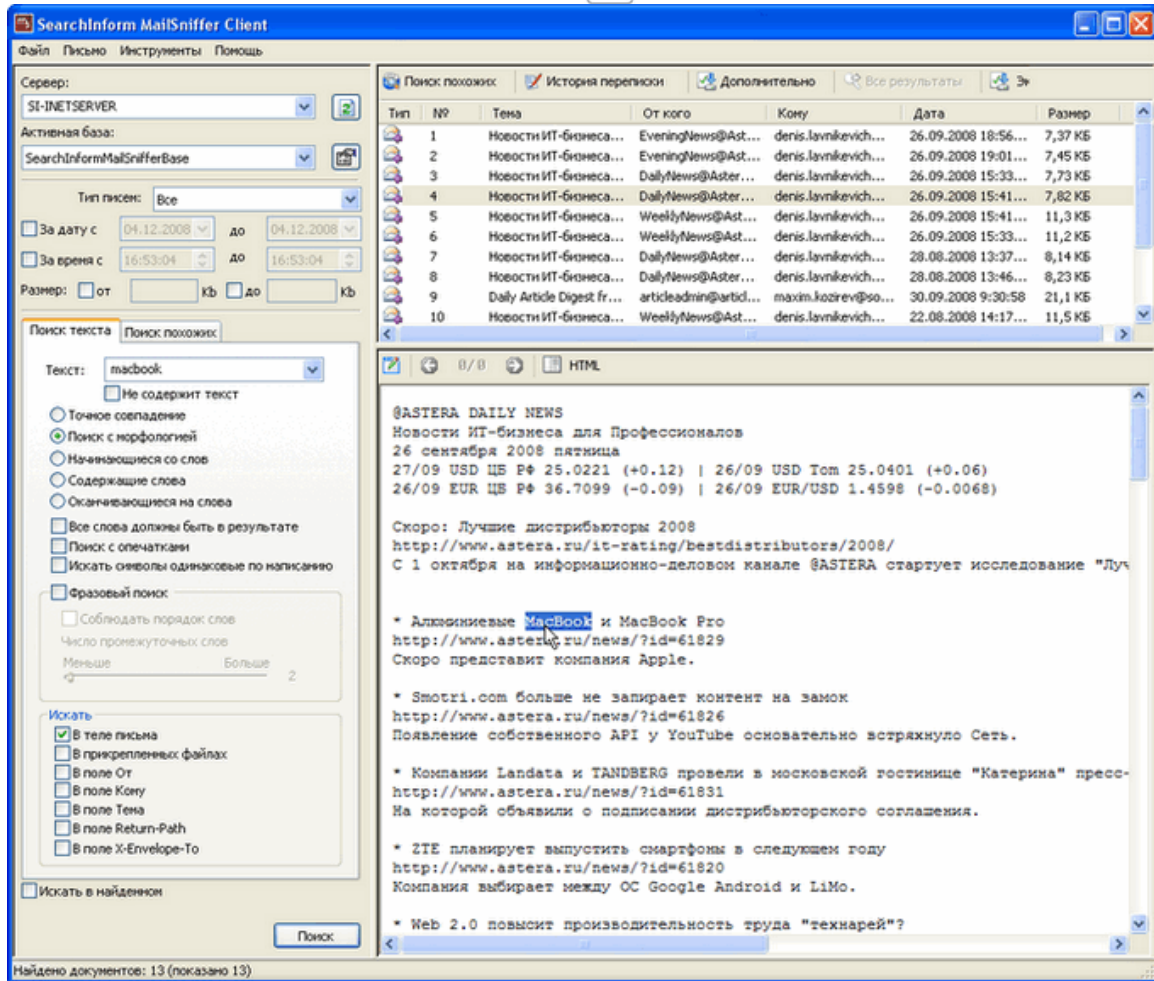 SearchInform MailSniffer Client
Файл Письмо Инструменты Помощь
Сервер:
SI-INETSERVER
Активная база:
SearchInformMailSnifferBase
Тип писем: Все
За дату с 04.12.2008 до 04.12.2008
За время с 16:53:04 до 16:53:04
Размер: от Kb до Kb
Поиск текста Поиск похожих
Текст: macbook
Не содержит текст
Точное совпадение
Поиск с морфологией
Начинающиеся со слов
Содержащие слова
Оканчивающиеся на слова
Все слова должны быть в результате
Поиск с опечатками
Искать символы одинаковые по написанию
Фразовый поиск
Соблюдать порядок слов
Число промежуточных слов
Меньше Больше
2
Искать
В теле письма
В прикрепленных файлах
В поле От
В поле Кому
В поле Тема
В поле Return-Path
В поле X-Envelope-To
Искать в найденном
Поиск
Поиск похожих История переписки Дополнительно Все результаты Эк
Тип № Тема От кого Кому Дата Размер
1 Новости ИТ-бизнеса... EveningNews@Ast... denis.lavnikevich... 26.09.2008 18:56... 7,37 КБ
2 Новости ИТ-бизнеса... EveningNews@Ast... denis.lavnikevich... 26.09.2008 19:01... 7,45 КБ
3 Новости ИТ-бизнеса... DailyNews@Aster... denis.lavnikevich... 26.09.2008 15:33... 7,73 КБ
4 Новости ИТ-бизнеса... DailyNews@Aster... denis.lavnikevich... 26.09.2008 15:41... 7,82 КБ
5 Новости ИТ-бизнеса... WeeklyNews@Ast... denis.lavnikevich... 26.09.2008 15:41... 11,3 КБ
6 Новости ИТ-бизнеса... WeeklyNews@Ast... denis.lavnikevich... 26.09.2008 15:33... 11,2 КБ
7 Новости ИТ-бизнеса... DailyNews@Aster... denis.lavnikevich... 28.08.2008 13:37... 8,14 КБ
8 Новости ИТ-бизнеса... DailyNews@Aster... denis.lavnikevich... 28.08.2008 13:46... 8,23 КБ
9 Daily Article Digest fr... articleadmin@articl... maxim.kozirev@so... 30.09.2008 9:30:58 21,1 КБ
10 Новости ИТ-бизнеса... WeeklyNews@Ast... denis.lavnikevich... 22.08.2008 14:17... 11,5 КБ
0/0 HTML
@ASTERA DAILY NEWS
Новости ИТ-бизнеса для Профессионалов
26 сентября 2008 пятница
27/09 USD ЦБ РФ 25.0221 (+0.12) | 26/09 USD Tom 25.0401 (+0.06)
26/09 EUR ЦБ РФ 36.7099 (-0.09) | 26/09 EUR/USD 1.4598 (-0.0068)
Скоро: Лучшие дистрибьюторы 2008
http://www.astera.ru/it-rating/bestdistributors/2008/
С 1 октября на информационно-деловом канале @ASTERA стартует исследование "Луч
* Алюминиевые MacBook и MacBook Pro
http://www.astera.ru/news/?id=61829
Скоро представит компания Apple.
* Smotri.com больше не запирает контент на замок
http://www.astera.ru/news/?id=61826
Появление собственного API у YouTube основательно встряхнуло Сеть.
* Компании Landata и TANDBERG провели в московской гостинице "Катерина" пресс-
http://www.astera.ru/news/?id=61831
На которой объявили о подписании дистрибьюторского соглашения.
* ZTE планирует выпустить смартфоны в следующем году
http://www.astera.ru/news/?id=61820
Компания выбирает между ОС Google Android и LiMo.
* Web 2.0 повысит производительность труда "технарей"?
Найдено документов: 13 (показано 13)